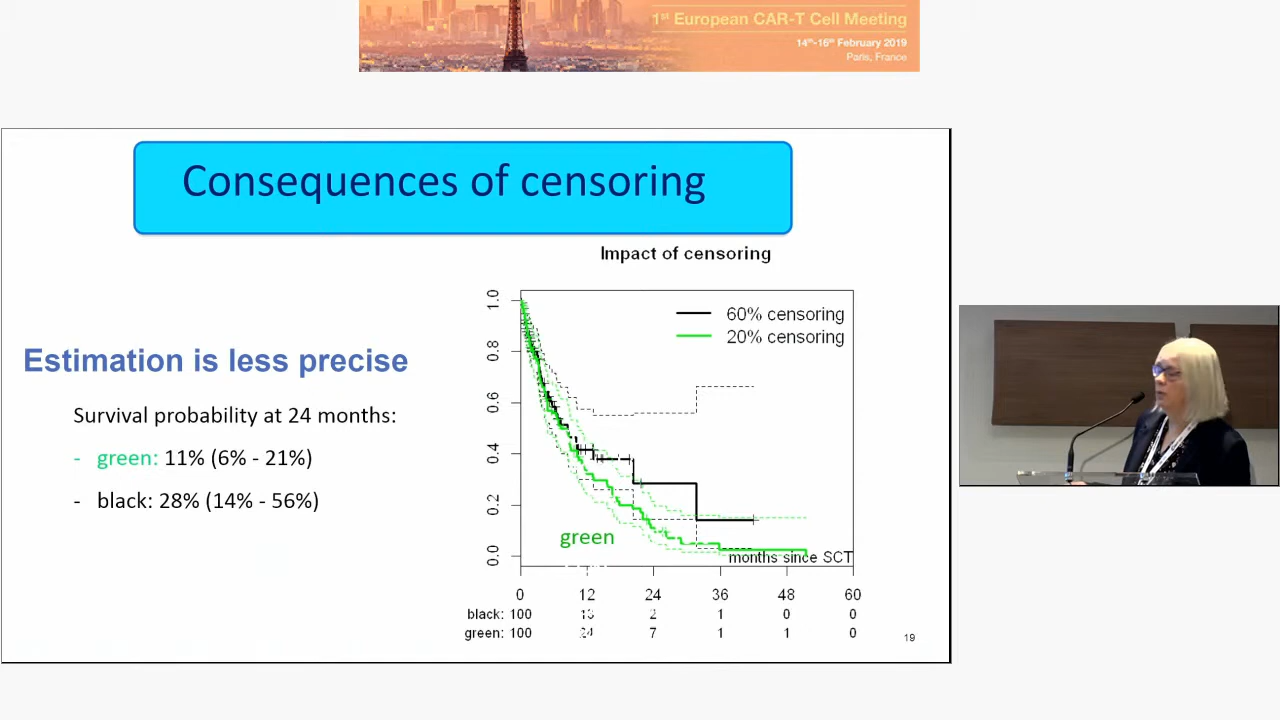 1st European CAR-T Cell Meeting
14th-16th February 2019
Paris, France
Consequences of censoring
Impact of censoring
Estimation is less precise
Survival probability at 24 months:
- green: 11% (6% - 21%)
- black: 28% (14% - 56%)
60% censoring
20% censoring
1.0
0.8
0.6
0.4
0.2
0.0
green
months since SCT
0 12 24 36 48 60
black: 100 2 1 0 0
green: 100 7 1 1 0
19